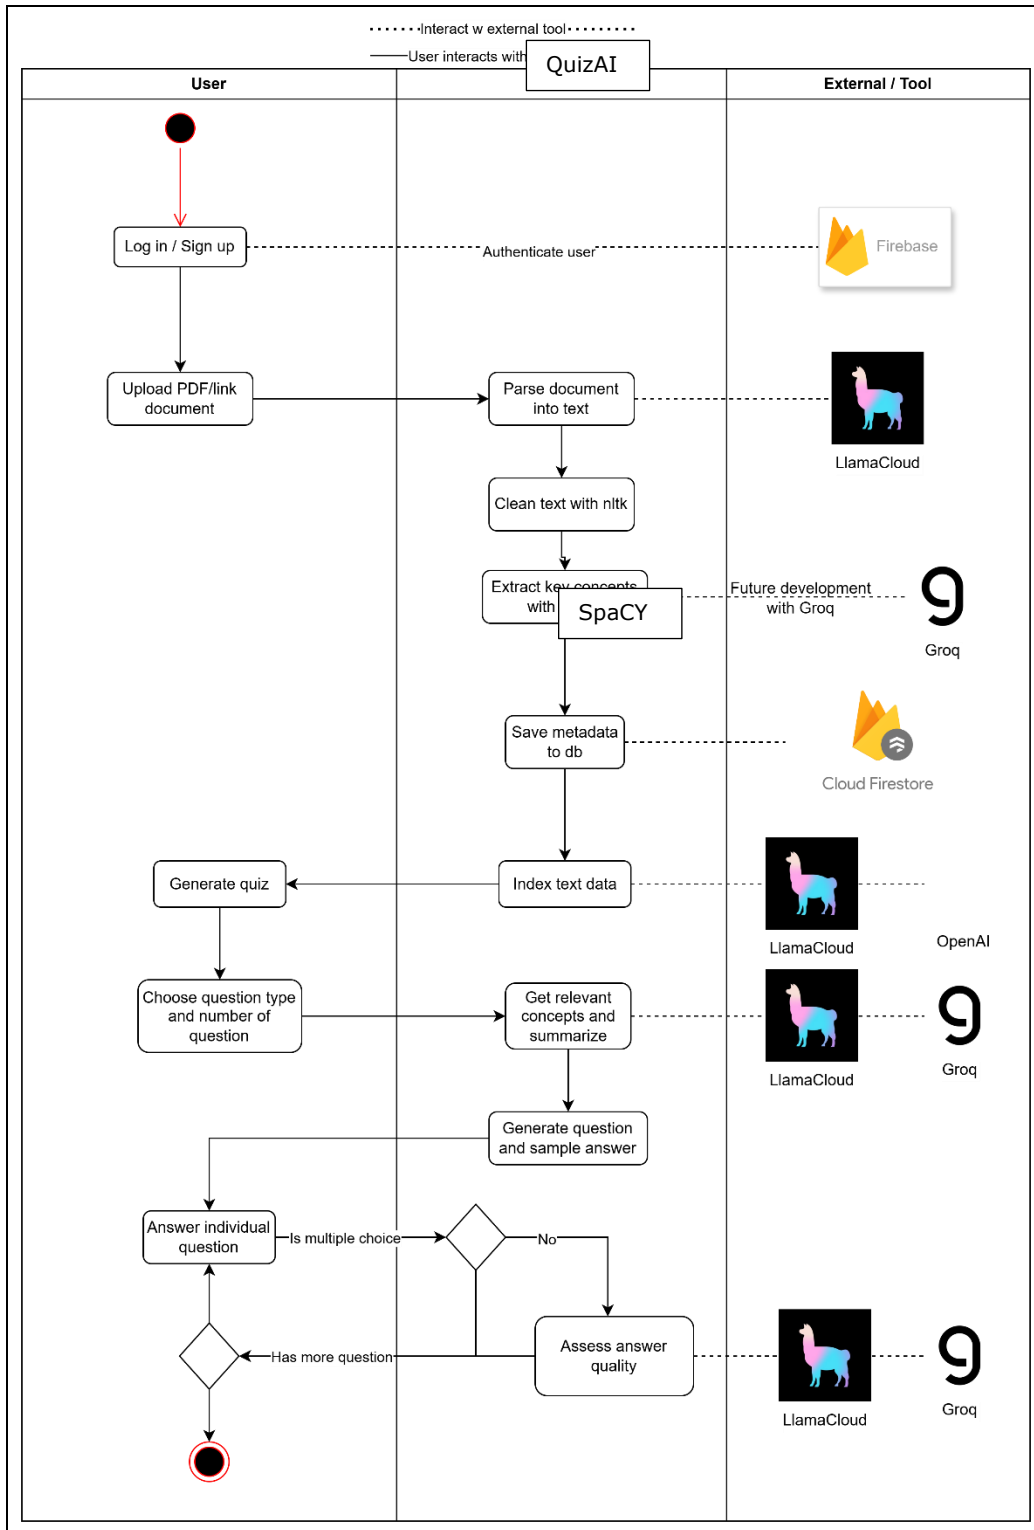 Interact w external tool
User interacts with
QuizAI
User
External / Tool
Log in / Sign up
Authenticate user
Firebase
Upload PDF/link
document
Parse document
into text
LlamaCloud
Clean text with nltk
Extract key concepts
with
SpaCY
Future development
with Groq
Groq
Save metadata
to db
Cloud Firestore
Generate quiz
Index text data
LlamaCloud
OpenAI
Choose question type
and number of
question
Get relevant
concepts and
summarize
LlamaCloud
Groq
Generate question
and sample answer
Answer individual
question
Is multiple choice
No
Has more question
Assess answer
quality
LlamaCloud
Groq